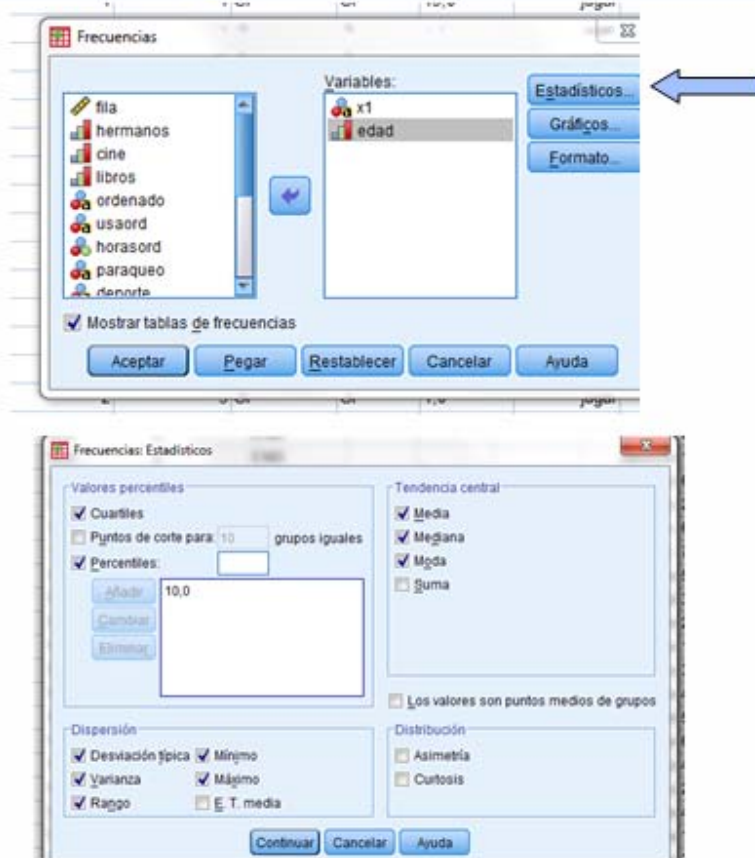 Frecuencias
Variables:
fila
hermanos
cine
libros
ordenado
usaord
horasord
paraqueo
deporte
x1
edad
Estadísticos...
Gráficos...
Formato...
Mostrar tablas de frecuencias
Aceptar Pegar Restablecer Cancelar Ayuda
Frecuencias: Estadísticos
Valores percentiles
Cuartiles
Puntos de corte para: 10 grupos iguales
Percentiles:
Añadir
Cambiar
Eliminar
10,0
Tendencia central
Media
Mediana
Moda
Suma
Los valores son puntos medios de grupos
Dispersión
Desviación típica Mínimo
Varianza Máximo
Rango E. T. media
Distribución
Asimetría
Curtosis
Continuar Cancelar Ayuda